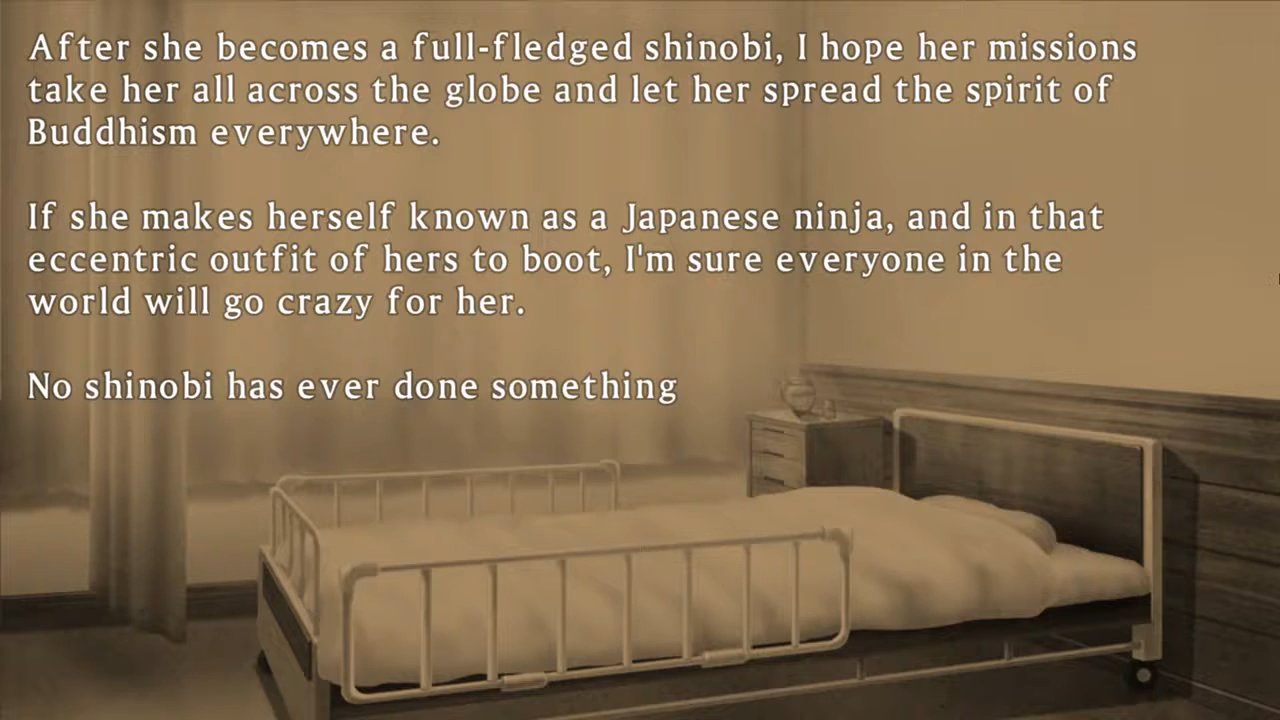 After she becomes a full-fledged shinobi, I hope her missions
take her all across the globe and let her spread the spirit of
Buddhism everywhere.
If she makes herself known as a Japanese ninja, and in that
eccentric outfit of hers to boot, I'm sure everyone in the
world will go crazy for her.
No shinobi has ever done something